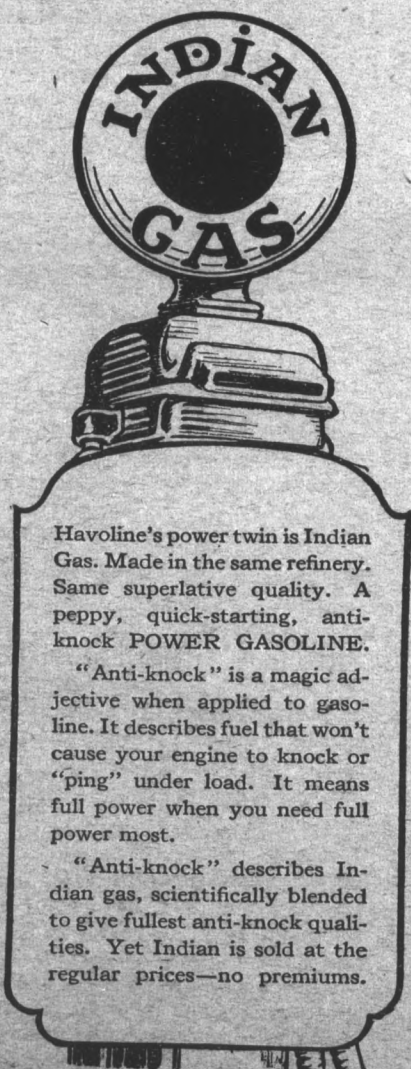 INDIAN
GAS
Havoline's power twin is Indian
Gas. Made in the same refinery.
Same superlative quality. A
peppy, quick-starting, anti-
knock POWER GASOLINE.
"Anti-knock" is a magic ad-
jective when applied to gaso-
line. It describes fuel that won't
cause your engine to knock or
"ping" under load. It means
full power when you need full
power most.
"Anti-knock" describes In-
dian gas, scientifically blended
to give fullest anti-knock quali-
ties. Yet Indian is sold at the
regular prices—no premiums.